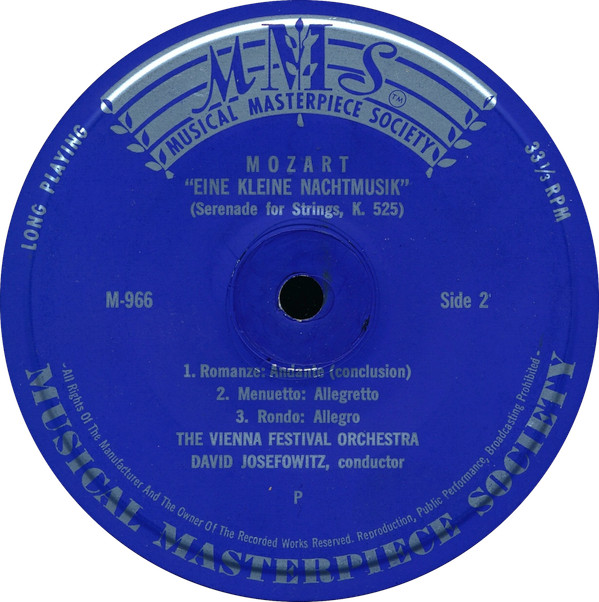 MMS
TM
MUSICAL MASTERPIECE SOCIETY
LONG PLAYING
33 1/3 RPM
MOZART
"EINE KLEINE NACHTMUSIK"
(Serenade for Strings, K. 525)
M-966
Side 2
1. Romanze: Andante (conclusion)
2. Menuetto: Allegretto
3. Rondo: Allegro
THE VIENNA FESTIVAL ORCHESTRA
DAVID JOSEFOWITZ, conductor
P
-All Rights Of The Manufacturer And The Owner Of The Recorded Works Reserved. Reproduction, Public Performance, Broadcasting Prohibited-
MUSICAL MASTERPIECE SOCIETY